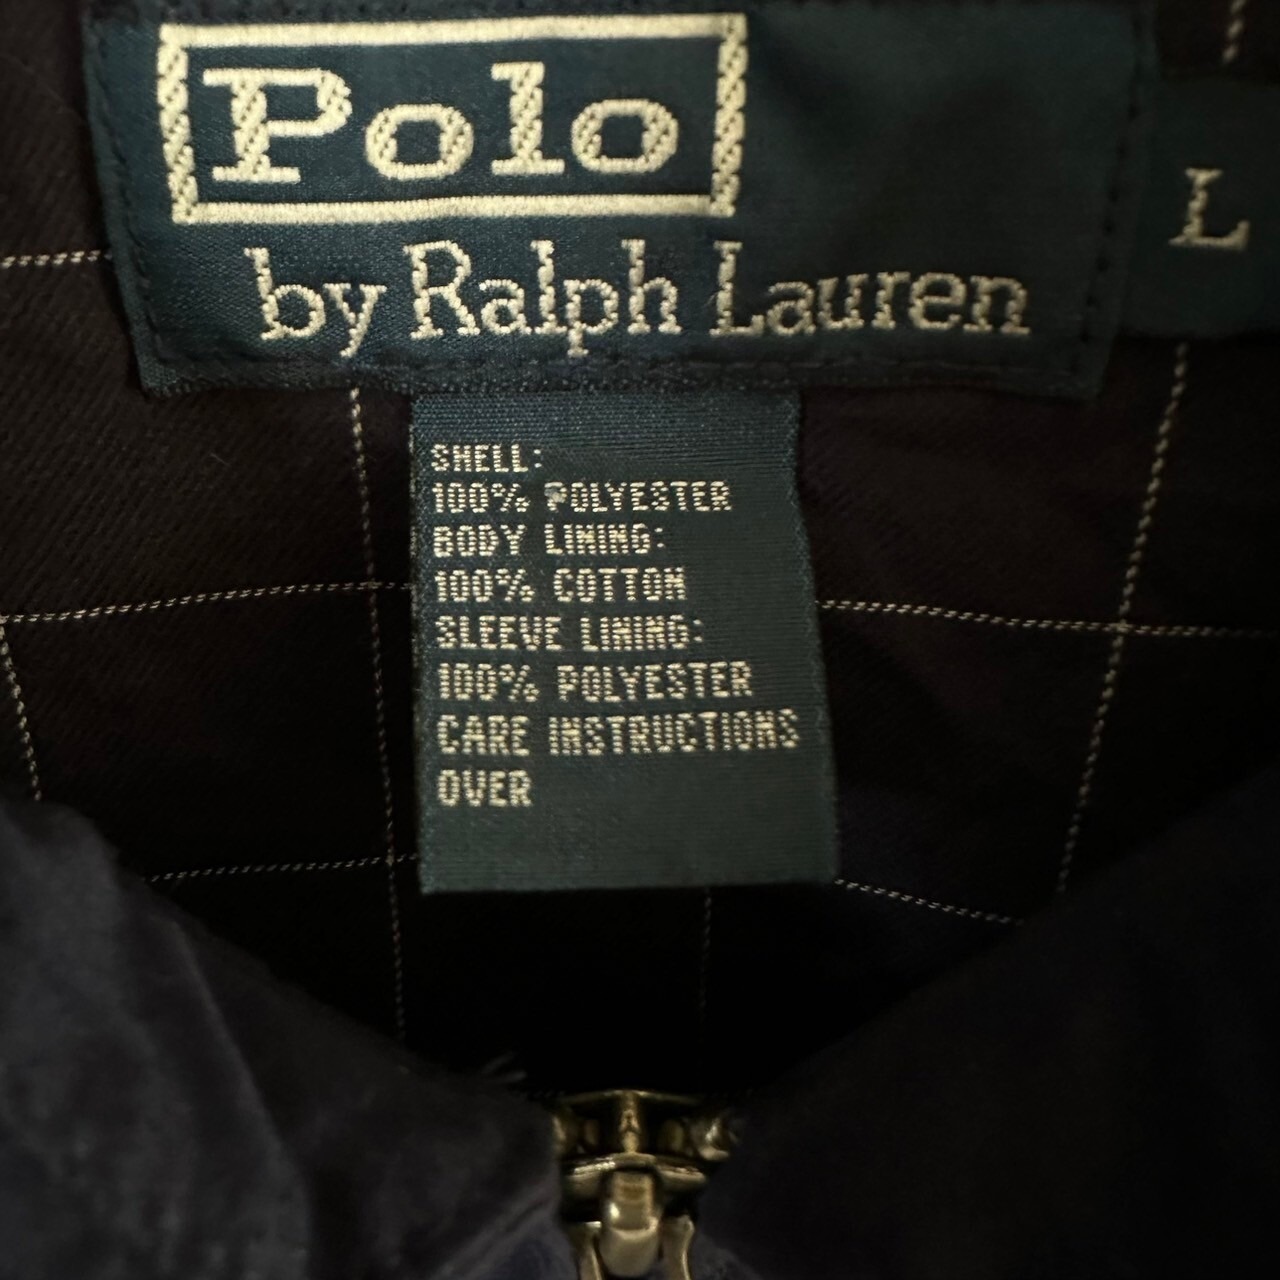 Polo
by Ralph Lauren
L
SHELL:
100% POLYESTER
BODY LINING:
100% COTTON
SLEEVE LINING:
100% POLYESTER
CARE INSTRUCTIONS
OVER